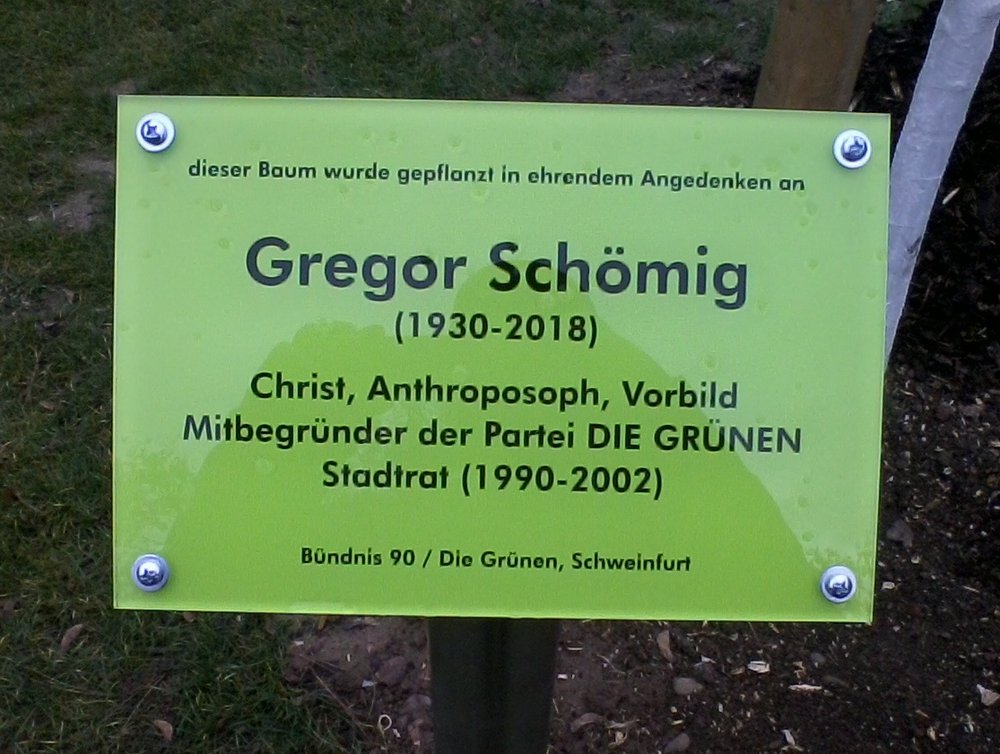 dieser Baum wurde gepflanzt in ehrendem Angedenken an
Gregor Schömig
(1930-2018)
Christ, Anthroposoph, Vorbild
Mitbegründer der Partei DIE GRÜNEN
Stadtrat (1990-2002)
Bündnis 90 / Die Grünen, Schweinfurt